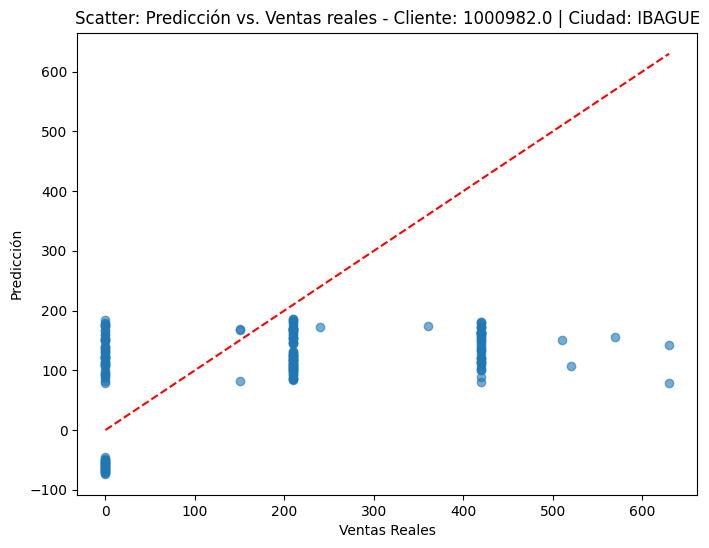 Scatter: Predicción vs. Ventas reales - Cliente: 1000982.0 | Ciudad: IBAGUE
Predicción
600
500
400
300
200
100
0
−100
0 100 200 300 400 500 600
Ventas Reales